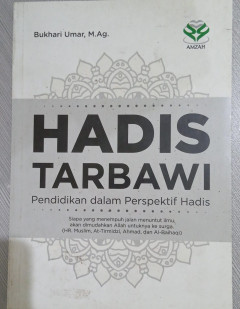 Bukhari Umar, M.Ag.
AMZAH
HADIS
TARBAWI
Pendidikan dalam Perspektif Hadis
Siapa yang menempuh jalan menuntut ilmu,
akan dimudahkan Allah untuknya ke surga.
(HR. Muslim, At-Tirmidzi, Ahmad, dan Al-Baihaqi)